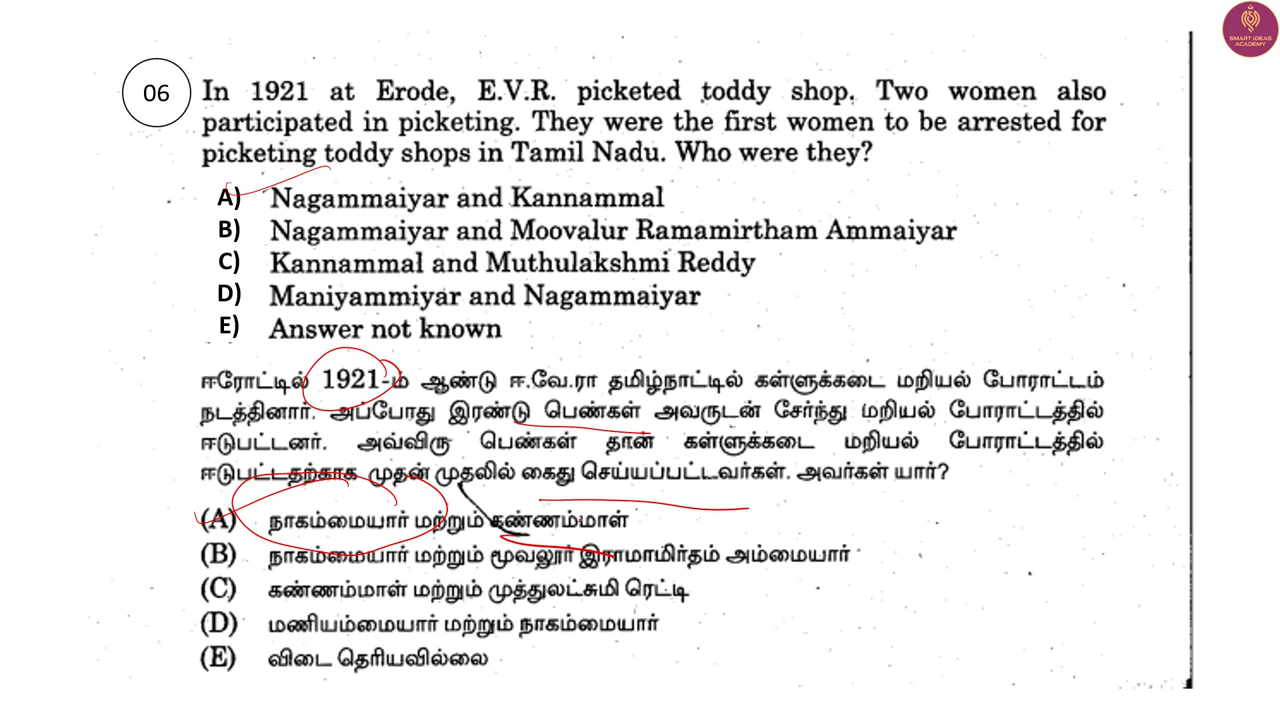 SMART IDEAS
ACADEMY
06
In 1921 at Erode, E.V.R. picketed toddy shop. Two women also
participated in picketing. They were the first women to be arrested for
picketing toddy shops in Tamil Nadu. Who were they?
A) Nagammaiyar and Kannammal
B) Nagammaiyar and Moovalur Ramamirtham Ammaiyar
C) Kannammal and Muthulakshmi Reddy
D) Maniyammiyar and Nagammaiyar
E) Answer not known
ஈரோட்டில் 1921-ம் ஆண்டு ஈ.வே.ரா தமிழ்நாட்டில் கள்ளுக்கடை மறியல் போராட்டம்
நடத்தினார். அப்போது இரண்டு பெண்கள் அவருடன் சேர்ந்து மறியல் போராட்டத்தில்
ஈடுபட்டனர். அவ்விரு பெண்கள் தான் கள்ளுக்கடை மறியல் போராட்டத்தில்
ஈடுபட்டதற்காக முதன் முதலில் கைது செய்யப்பட்டவர்கள். அவர்கள் யார்?
(A) நாகம்மையார் மற்றும் கண்ணம்மாள்
(B) நாகம்மையார் மற்றும் மூவலூர் இராமாமிர்தம் அம்மையார்
(C) கண்ணம்மாள் மற்றும் முத்துலட்சுமி ரெட்டி
(D) மணியம்மையார் மற்றும் நாகம்மையார்
(E) விடை தெரியவில்லை